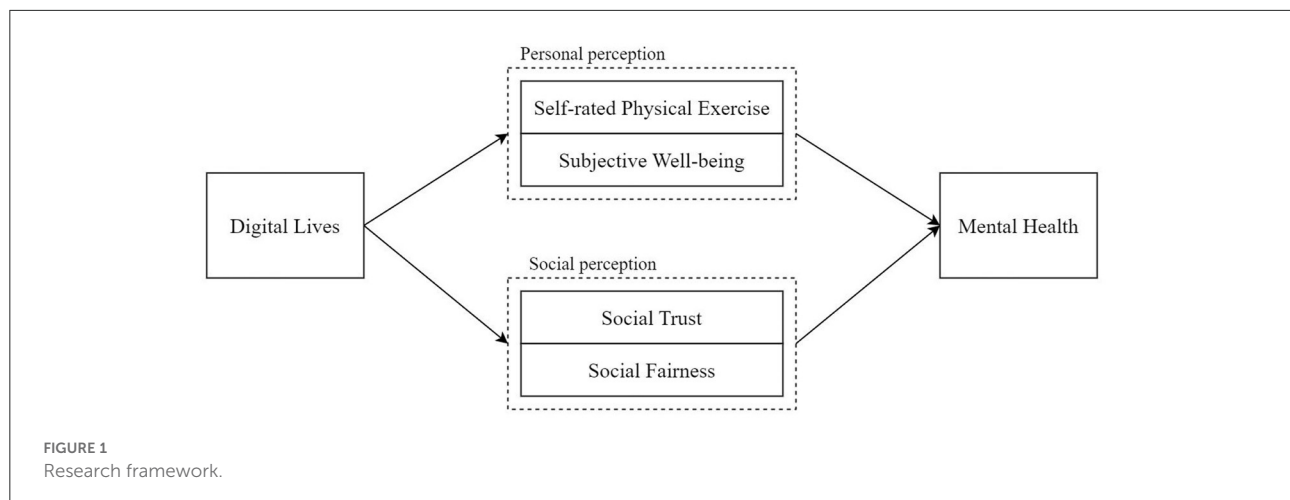 Personal perception
Self-rated Physical Exercise
Subjective Well-being
Digital Lives
Mental Health
Social perception
Social Trust
Social Fairness
FIGURE 1
Research framework.